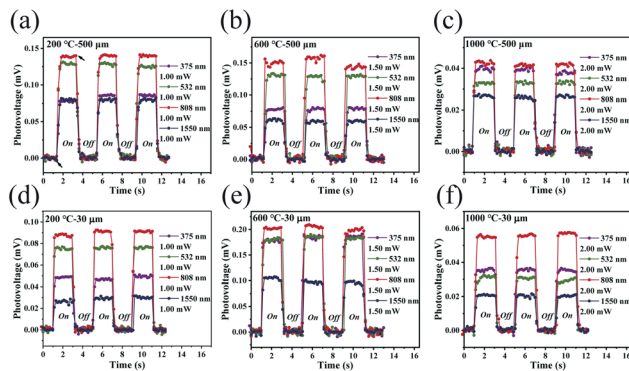 (a)
200 °C-500 μm
Photovoltage (V)
0.15
0.10
0.05
0.00
375 nm
1.00 mW
532 nm
1.00 mW
808 nm
1.00 mW
1550 nm
1.00 mW
On Off On Off On
0 2 4 6 8 10 12 14 16
Time (s)
(b)
600 °C-500 μm
Photovoltage (V)
0.20
0.15
0.10
0.05
0.00
375 nm
1.50 mW
532 nm
1.50 mW
808 nm
1.50 mW
1550 nm
1.50 mW
On Off On Off On
0 2 4 6 8 10 12 14 16
Time (s)
(c)
1000 °C-500 μm
Photovoltage (V)
0.04
0.02
0.00
375 nm
2.00 mW
532 nm
2.00 mW
808 nm
2.00 mW
1550 nm
2.00 mW
On Off On Off On
0 2 4 6 8 10 12 14 16
Time (s)
(d)
200 °C-30 μm
Photovoltage (V)
0.10
0.08
0.06
0.04
0.02
0.00
375 nm
1.00 mW
532 nm
1.00 mW
808 nm
1.00 mW
1550 nm
1.00 mW
On Off On Off On
0 2 4 6 8 10 12 14 16
Time (s)
(e)
600 °C-30 μm
Photovoltage (V)
0.20
0.15
0.10
0.05
0.00
375 nm
1.50 mW
532 nm
1.50 mW
808 nm
1.50 mW
1550 nm
1.50 mW
On Off On Off On
0 2 4 6 8 10 12 14 16
Time (s)
(f)
1000 °C-30 μm
Photovoltage (V)
0.06
0.04
0.02
0.00
375 nm
2.00 mW
532 nm
2.00 mW
808 nm
2.00 mW
1550 nm
2.00 mW
On Off On Off On
0 2 4 6 8 10 12 14 16
Time (s)